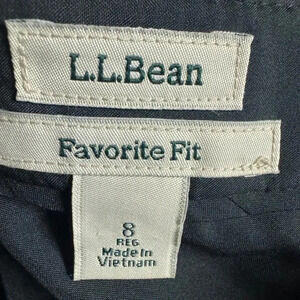 L.L.Bean
Favorite Fit
8
REG
Made In
Vietnam